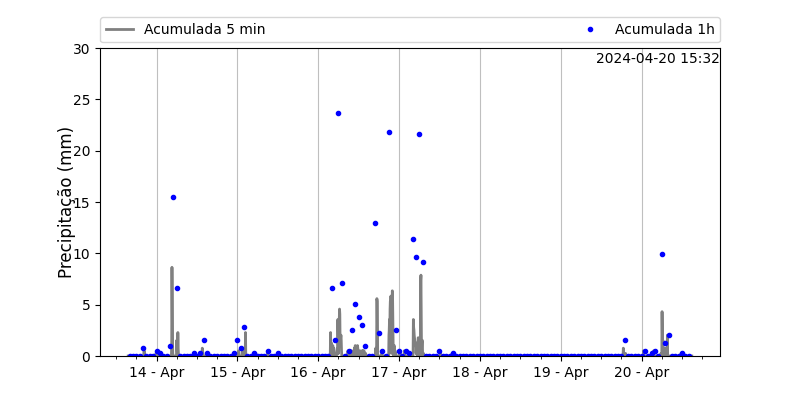 Acumulada 5 min
Acumulada 1h
2024-04-20 15:32
Precipitação (mm)
30
25
20
15
10
5
0
14 - Apr
15 - Apr
16 - Apr
17 - Apr
18 - Apr
19 - Apr
20 - Apr